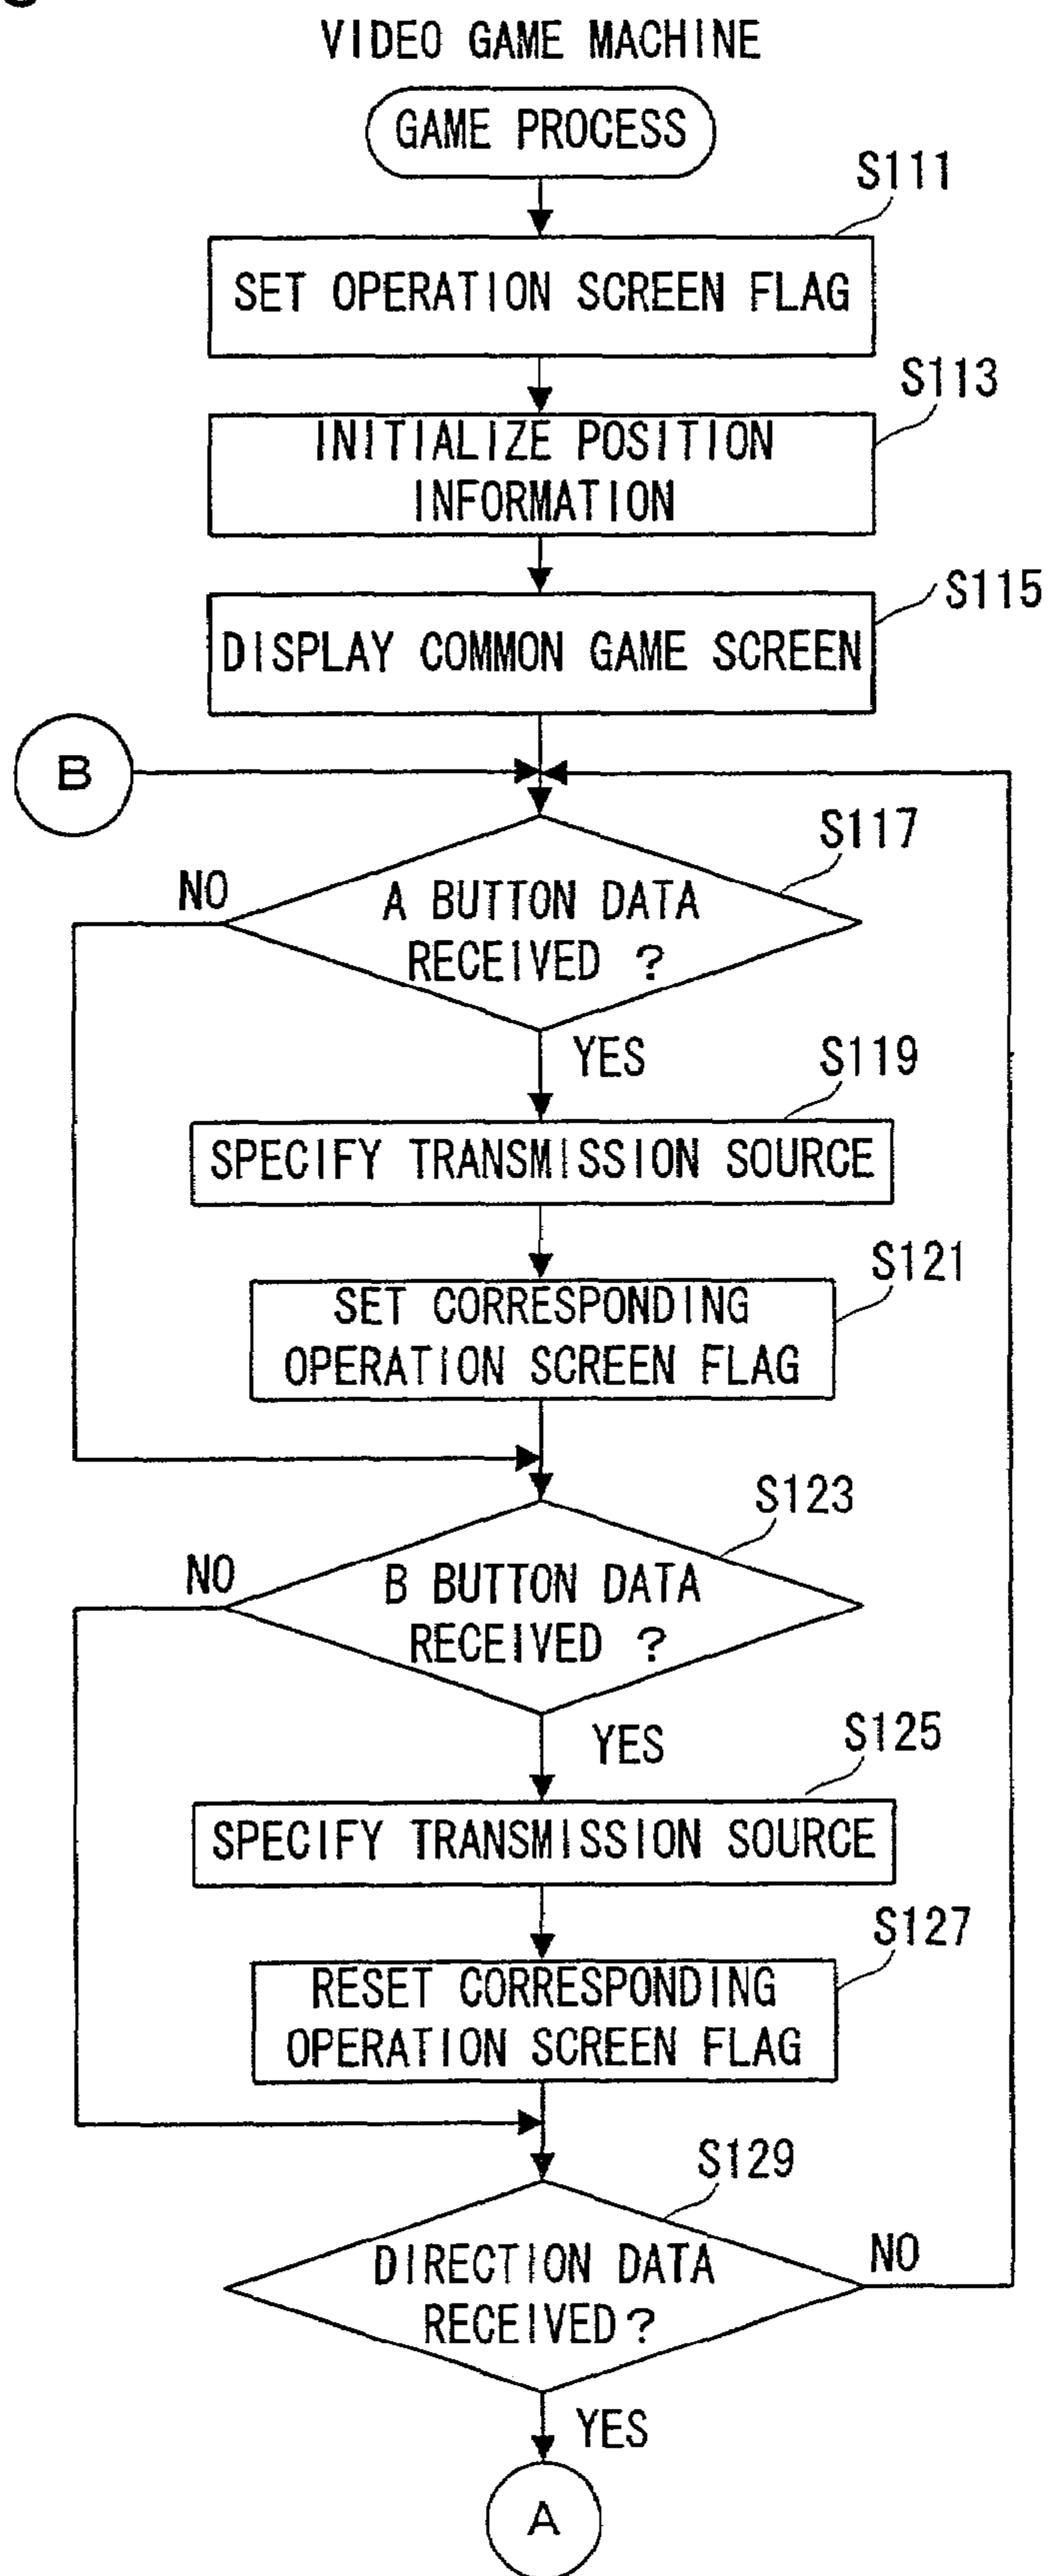 VIDEO GAME MACHINE
GAME PROCESS
S111
SET OPERATION SCREEN FLAG
S113
INITIALIZE POSITION
INFORMATION
S115
DISPLAY COMMON GAME SCREEN
B
S117
NO
A BUTTON DATA
RECEIVED ?
YES
S119
SPECIFY TRANSMISSION SOURCE
S121
SET CORRESPONDING
OPERATION SCREEN FLAG
S123
NO
B BUTTON DATA
RECEIVED ?
YES
S125
SPECIFY TRANSMISSION SOURCE
S127
RESET CORRESPONDING
OPERATION SCREEN FLAG
S129
DIRECTION DATA
RECEIVED?
NO
YES
A